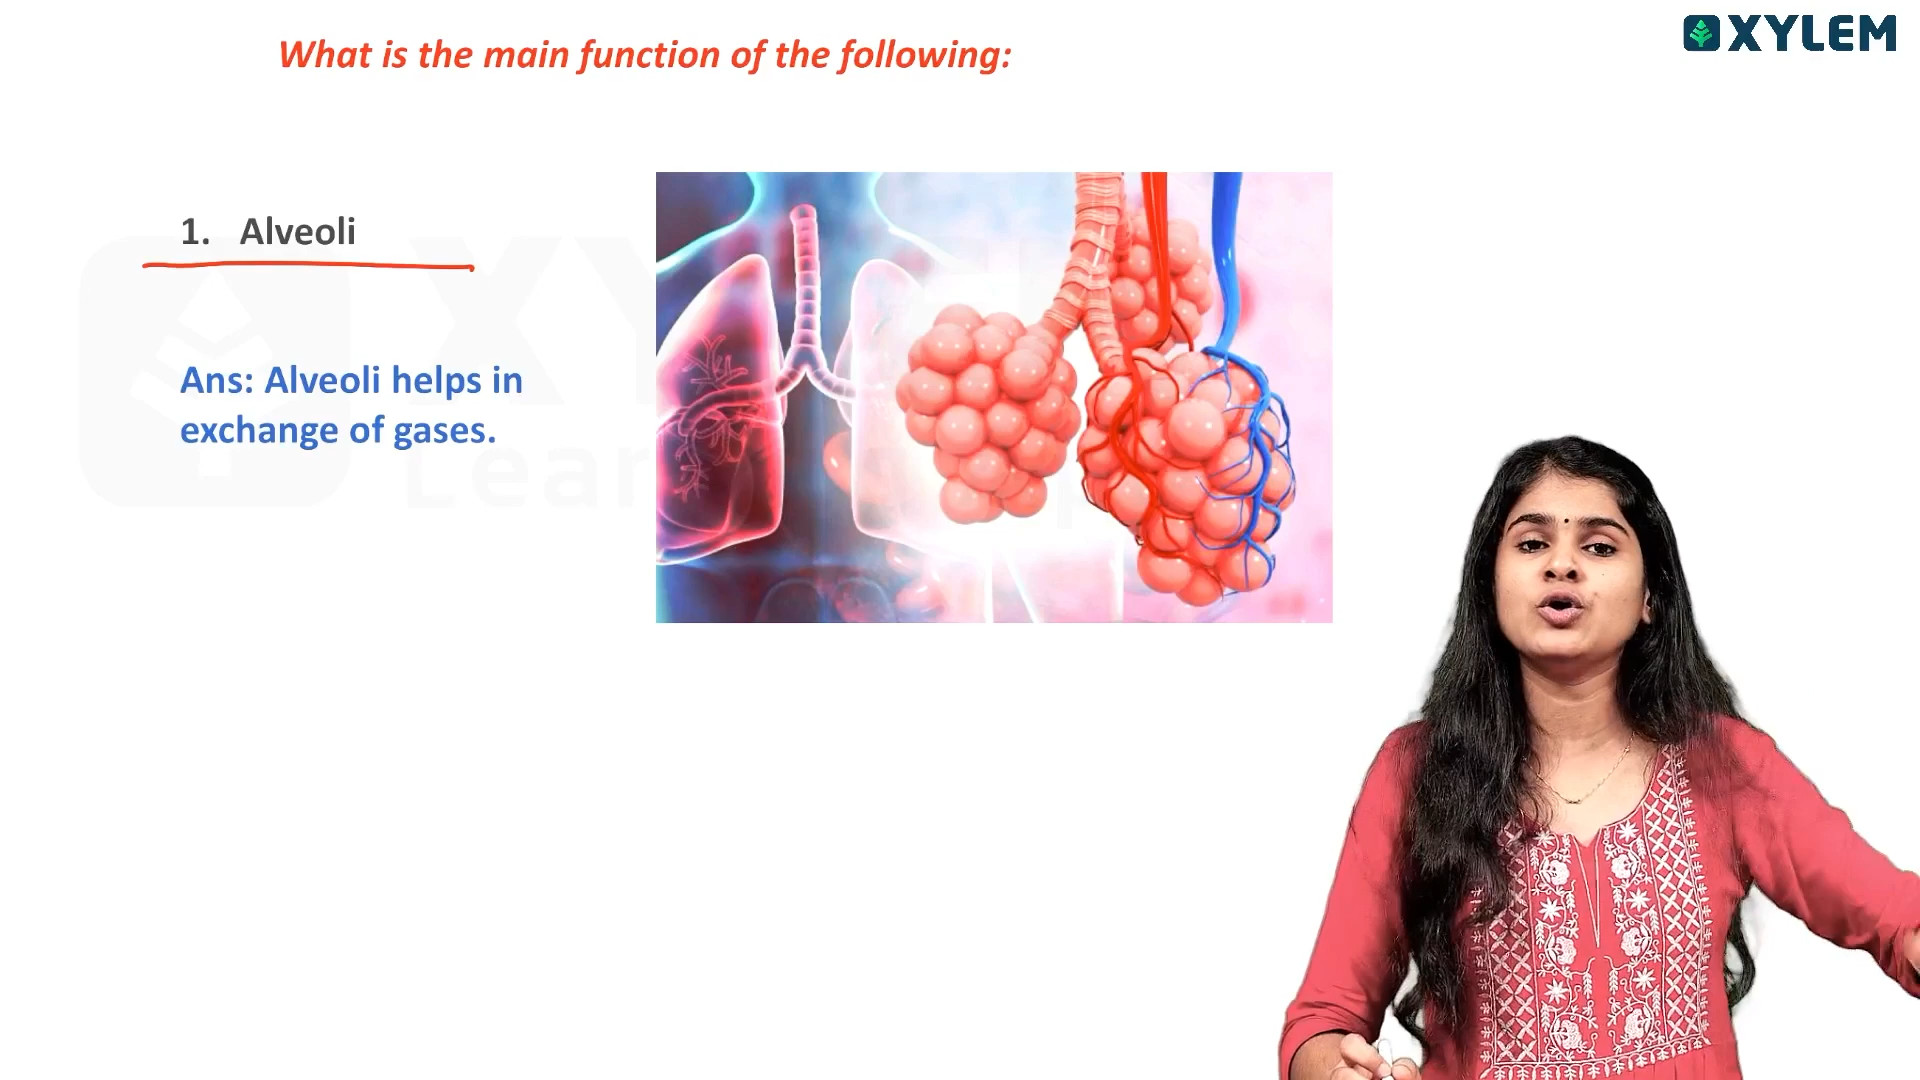 What is the main function of the following:
XYLEM
1. Alveoli
Ans: Alveoli helps in
exchange of gases.